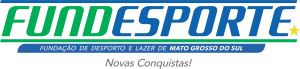 FUNDESPORTE
FUNDAÇÃO DE DESPORTO E LAZER DE MATO GROSSO DO SUL
Novas Conquistas!